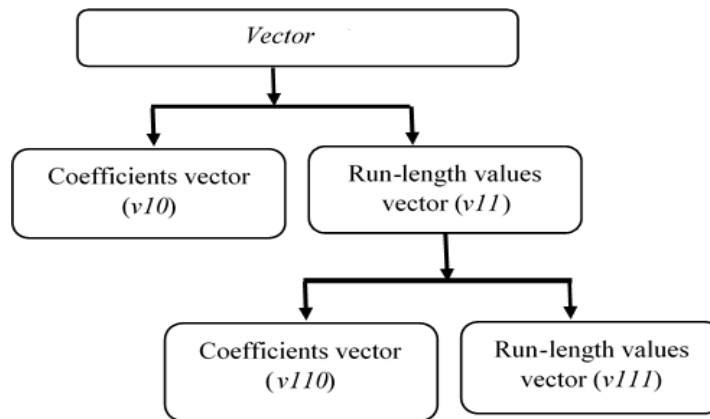 Vector
Coefficients vector
(v10)
Run-length values
vector (v11)
Coefficients vector
(v110)
Run-length values
vector (v111)